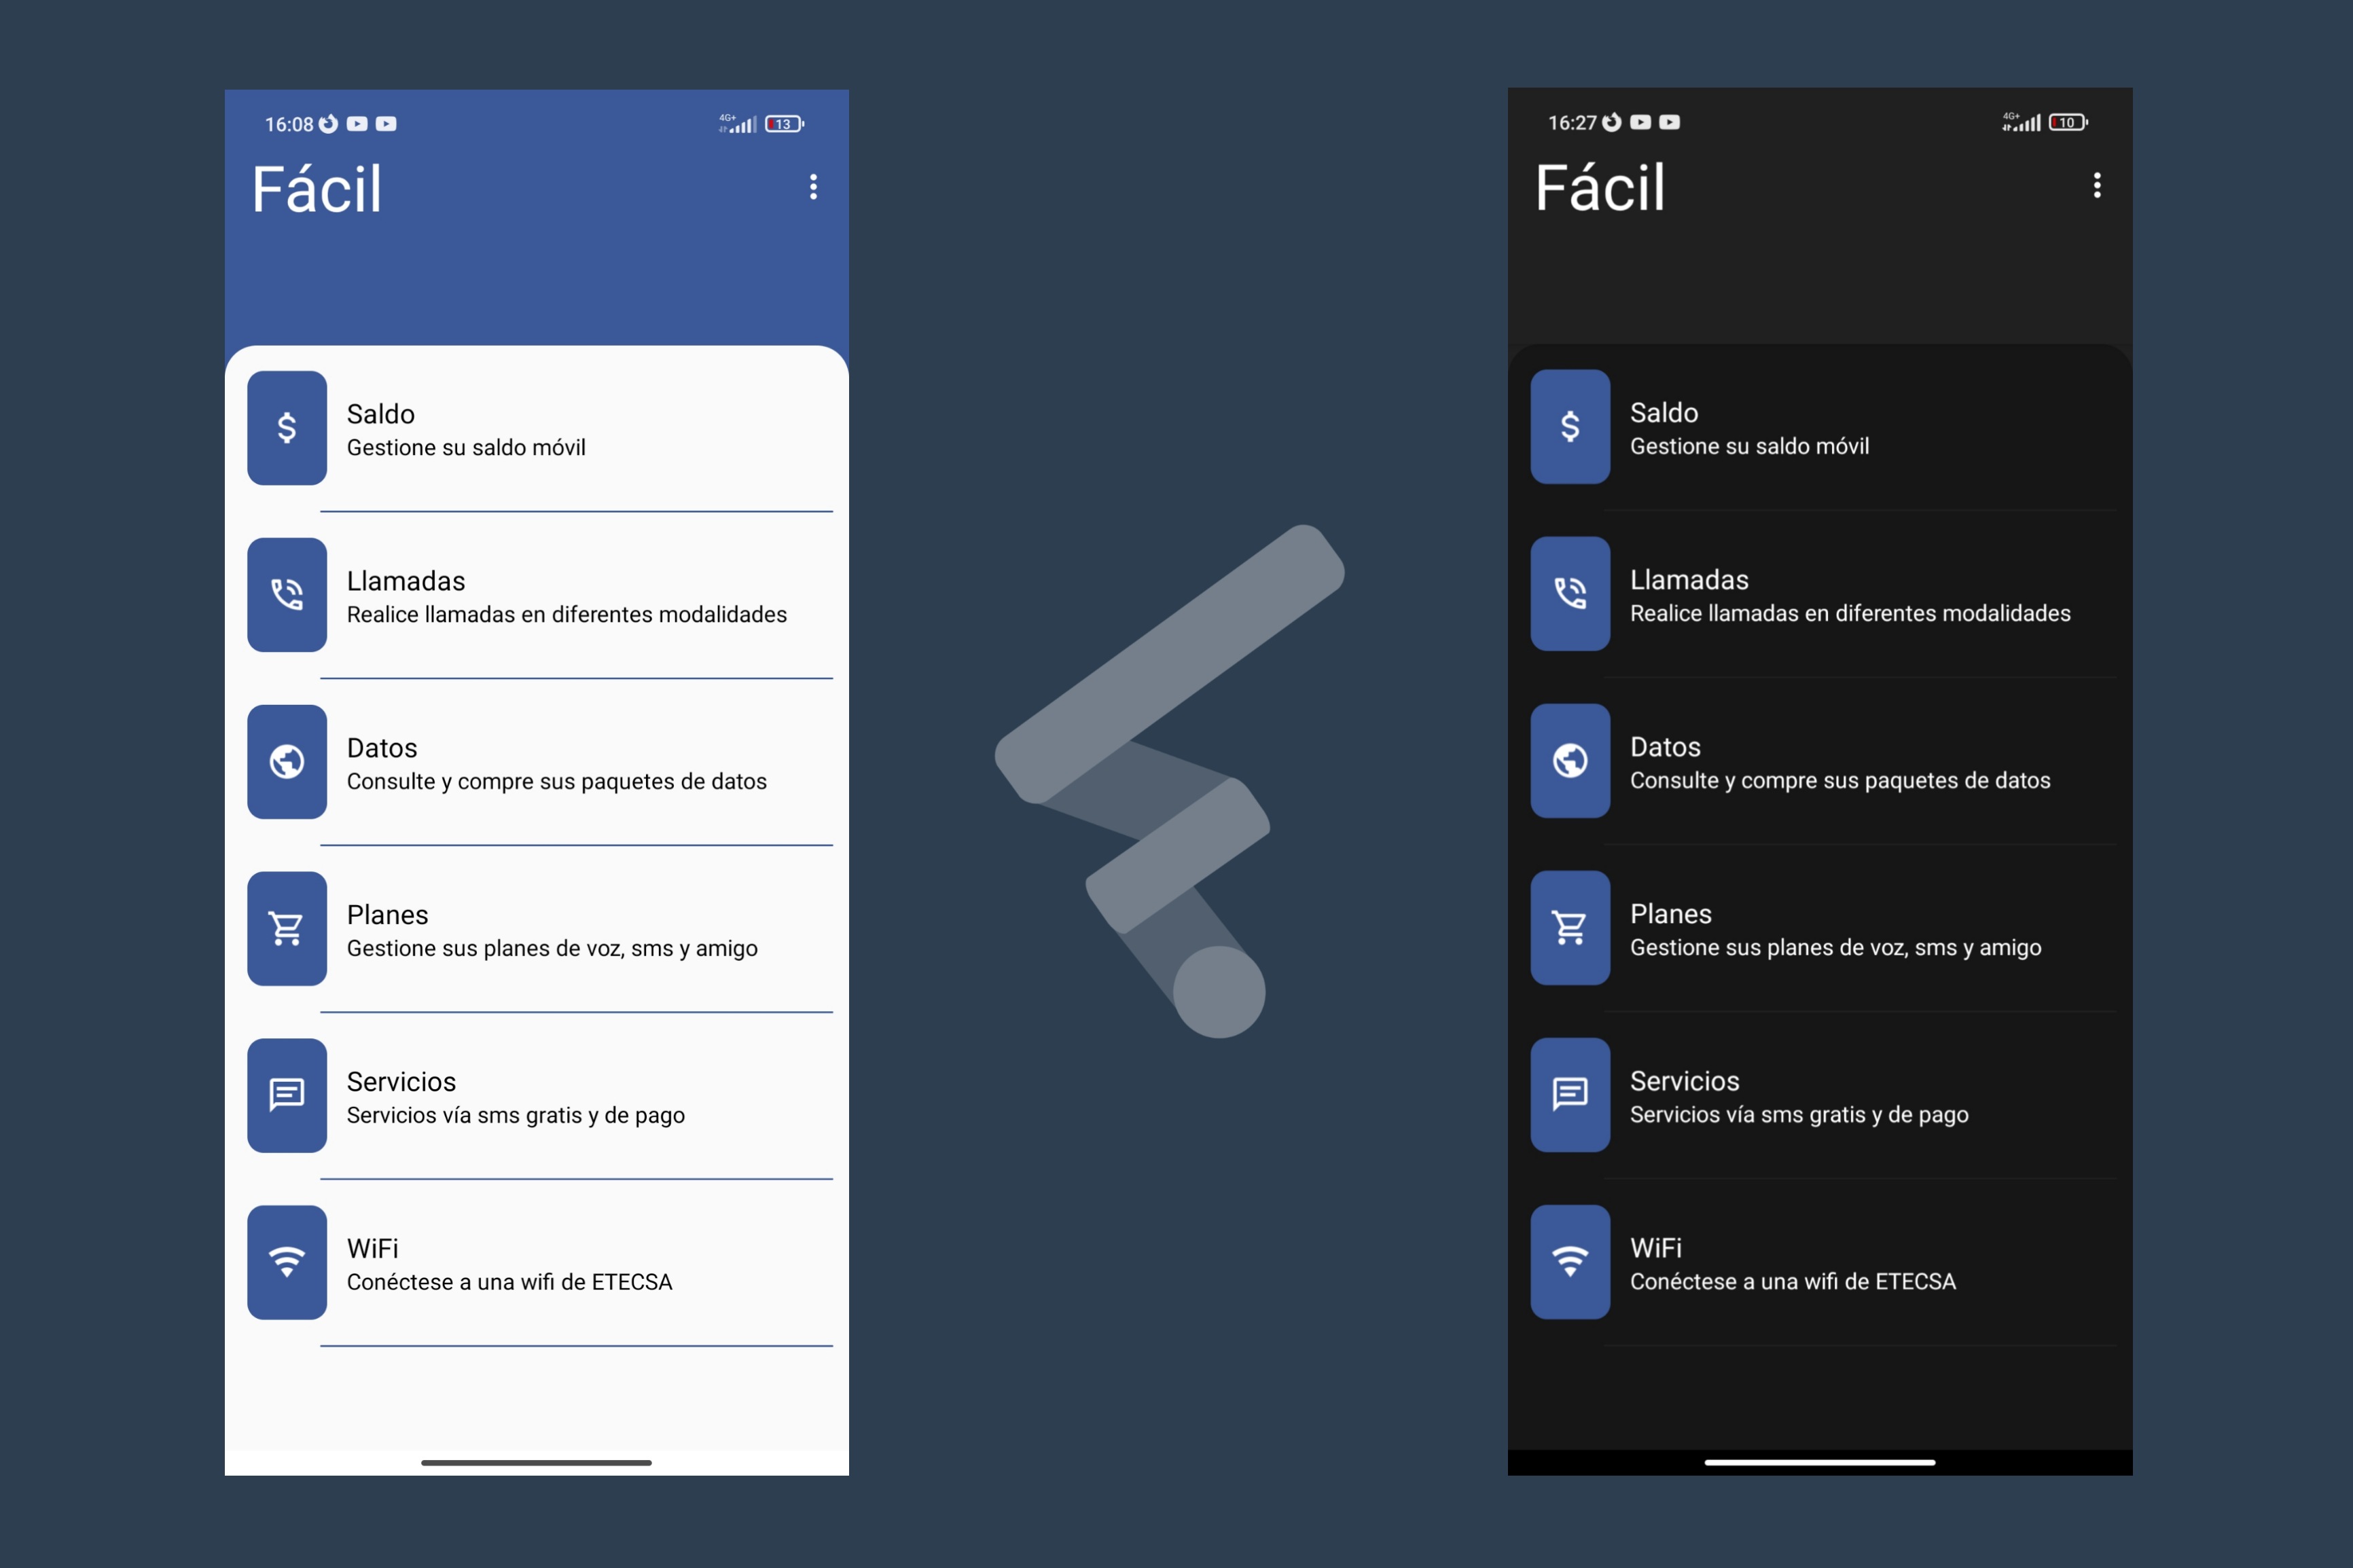 16:08
4G+
13
Fácil
Saldo
Gestione su saldo móvil
Llamadas
Realice llamadas en diferentes modalidades
Datos
Consulte y compre sus paquetes de datos
Planes
Gestione sus planes de voz, sms y amigo
Servicios
Servicios vía sms gratis y de pago
WiFi
Conéctese a una wifi de ETECSA
16:27
4G+
10
Fácil
Saldo
Gestione su saldo móvil
Llamadas
Realice llamadas en diferentes modalidades
Datos
Consulte y compre sus paquetes de datos
Planes
Gestione sus planes de voz, sms y amigo
Servicios
Servicios vía sms gratis y de pago
WiFi
Conéctese a una wifi de ETECSA